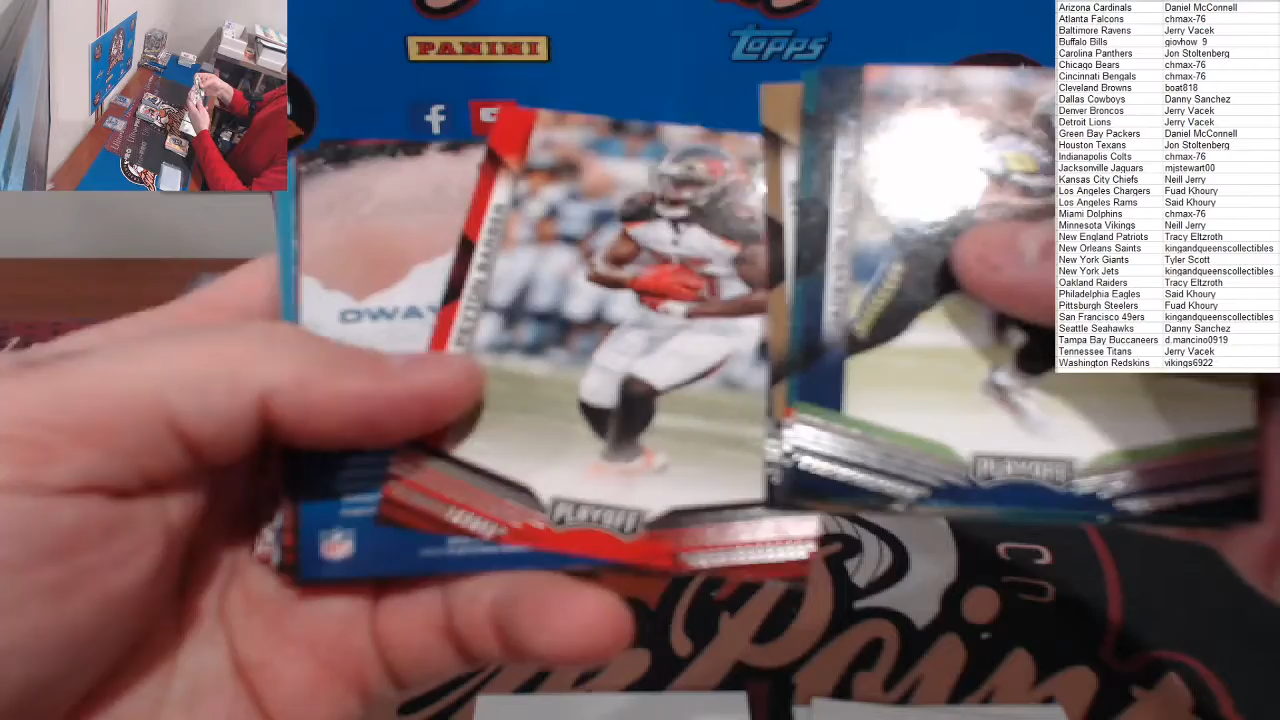 PANINI
topps
f
Arizona Cardinals Daniel McConnell
Atlanta Falcons chmax-76
Baltimore Ravens Jerry Vacek
Buffalo Bills giovhow_9
Carolina Panthers Jon Stoltenberg
Chicago Bears chmax-76
Cincinnati Bengals chmax-76
Cleveland Browns boat818
Dallas Cowboys Danny Sanchez
Denver Broncos Jerry Vacek
Detroit Lions Jerry Vacek
Green Bay Packers Daniel McConnell
Houston Texans Jon Stoltenberg
Indianapolis Colts chmax-76
Jacksonville Jaguars mjstewart00
Kansas City Chiefs Neill Jerry
Los Angeles Chargers Fuad Khoury
Los Angeles Rams Said Khoury
Miami Dolphins chmax-76
Minnesota Vikings Neill Jerry
New England Patriots Tracy Eltzroth
New Orleans Saints kingandqueenscollectibles
New York Giants Tyler Scott
New York Jets kingandqueenscollectibles
Oakland Raiders Tracy Eltzroth
Philadelphia Eagles Said Khoury
Pittsburgh Steelers Fuad Khoury
San Francisco 49ers kingandqueenscollectibles
Seattle Seahawks Danny Sanchez
Tampa Bay Buccaneers d.mancino0919
Tennessee Titans Jerry Vacek
Washington Redskins vikings6922
PEYTON BARBER
DWAY
PLAYOFF
PLAYOFF
NFL
Point